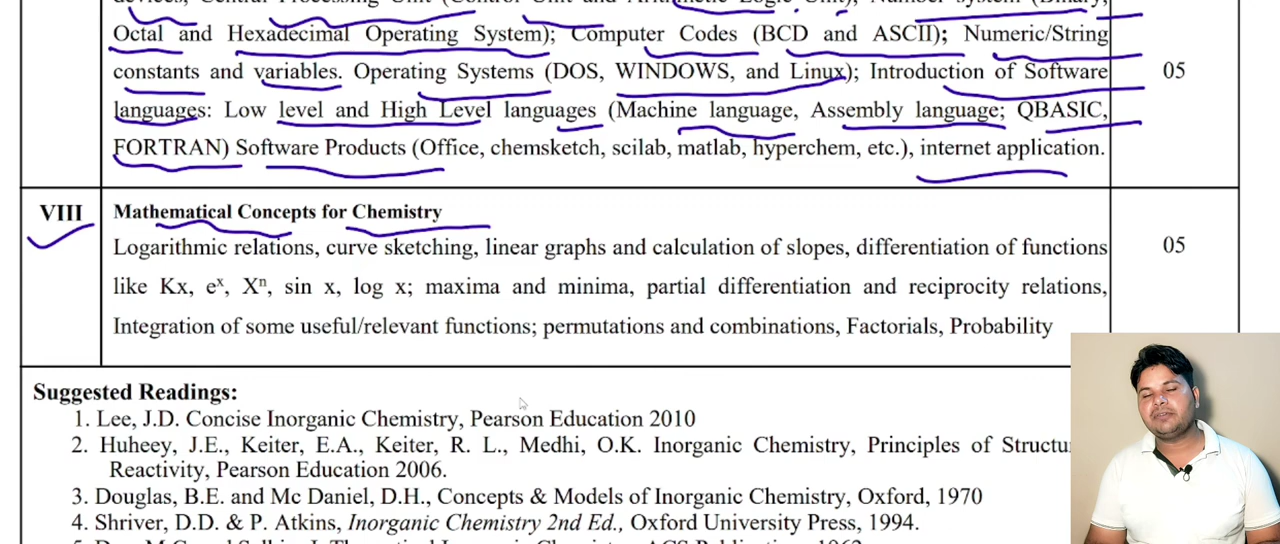 Octal and Hexadecimal Operating System); Computer Codes (BCD and ASCII); Numeric/String
constants and variables. Operating Systems (DOS, WINDOWS, and Linux); Introduction of Software
05
languages: Low level and High Level languages (Machine language, Assembly language; QBASIC,
FORTRAN) Software Products (Office, chemsketch, scilab, matlab, hyperchem, etc.), internet application.
VIII
Mathematical Concepts for Chemistry
Logarithmic relations, curve sketching, linear graphs and calculation of slopes, differentiation of functions
05
like Kx, eˣ, Xⁿ, sin x, log x; maxima and minima, partial differentiation and reciprocity relations,
Integration of some useful/relevant functions; permutations and combinations, Factorials, Probability
Suggested Readings:
1. Lee, J.D. Concise Inorganic Chemistry, Pearson Education 2010
2. Huheey, J.E., Keiter, E.A., Keiter, R. L., Medhi, O.K. Inorganic Chemistry, Principles of
Reactivity, Pearson Education 2006.
3. Douglas, B.E. and Mc Daniel, D.H., Concepts & Models of Inorganic Chemistry, Oxford, 1970
4. Shriver, D.D. & P. Atkins, Inorganic Chemistry 2nd Ed., Oxford University Press, 1994.